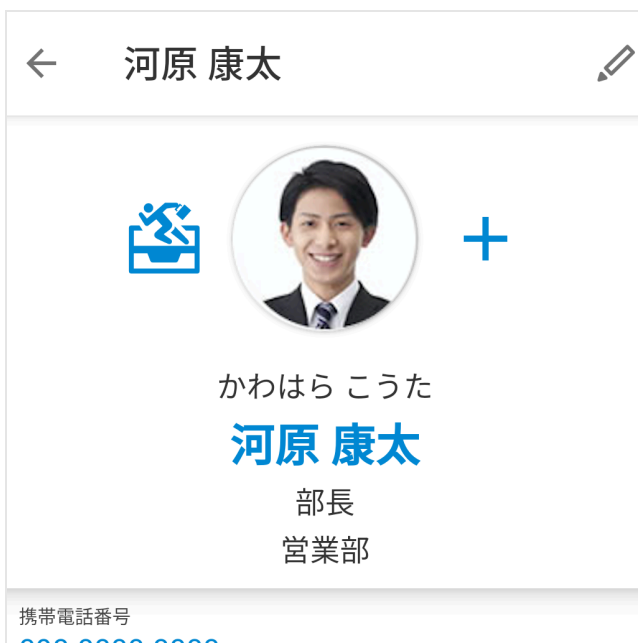 河原 康太
かわはら こうた
河原 康太
部長
営業部
携帯電話番号